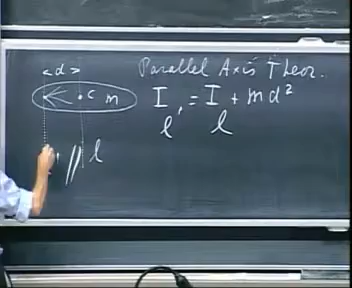 Parallel Axis Theor.
< d >
c m
I l' = I l + md²
l' // l